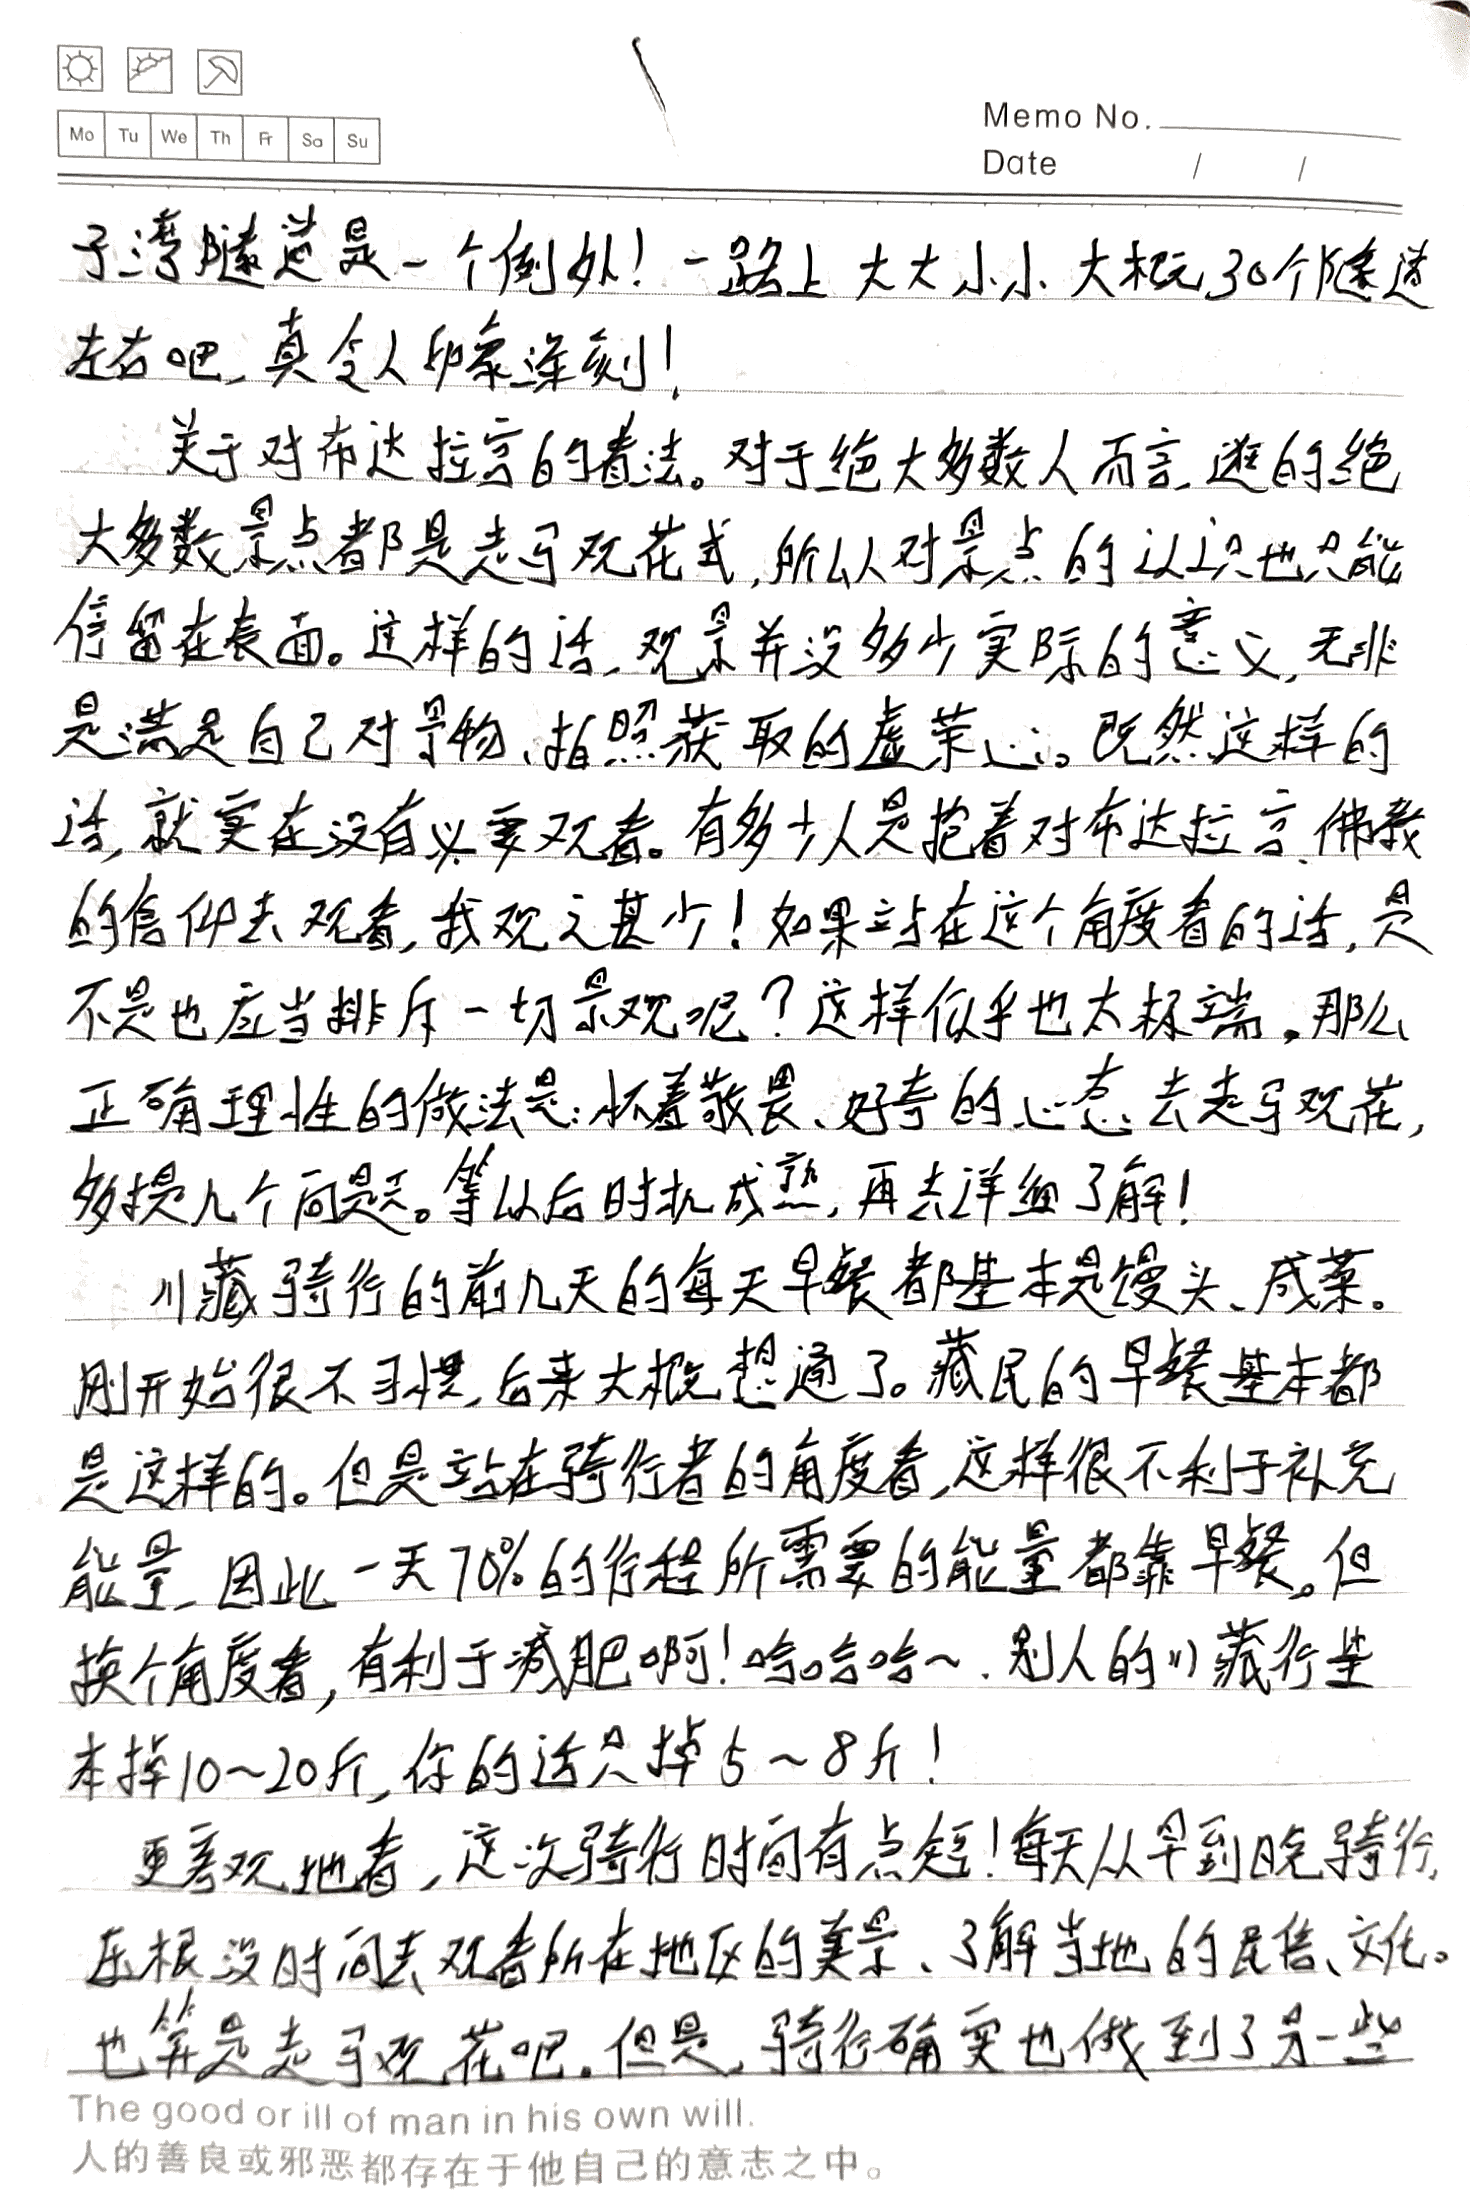 Mo Tu We Th Fr Sa Su
Memo No.
Date / /
子湾隧道是一个例外！一路上大大小小大概30个隧道
左右吧，真令人印象深刻！
关于对布达拉宫的看法。对于绝大多数人而言，逛的绝
大多数景点都是走马观花式，所以对景点的认识也只能
停留在表面。这样的话，观景并没多少实际的意义，无非
是满足自己对景物、拍照获取的虚荣心。既然这样的
话，就实在没有必要观看。有多少人是抱着对布达拉宫、佛教
的信仰去观看，我观之甚少！如果站在这个角度看的话，是
不是也应当排斥一切景观呢？这样似乎也太极端。那么
正确理性的做法是：怀着敬畏、好奇的心态去走马观花，
多提几个问题。等以后时机成熟，再去详细了解！
川藏骑行的前几天的每天早餐都基本是馒头、咸菜。
刚开始很不习惯，后来大概想通了。藏民的早餐基本都
是这样的。但是站在骑行者的角度看，这样很不利于补充
能量，因此一天70%的行程所需要的能量都靠早餐。但
换个角度看，有利于减肥啊！哈哈哈～、别人的川藏行基
本掉10～20斤，你的话只掉5～8斤！
更客观地看，这次骑行时间有点短！每天从早到晚骑行，
压根没时间去观看所在地区的美景、了解当地的民俗、文化。
也算是走马观花吧。但是，骑行确实也做到了另一些
The good or ill of man in his own will.
人的善良或邪恶都存在于他自己的意志之中。